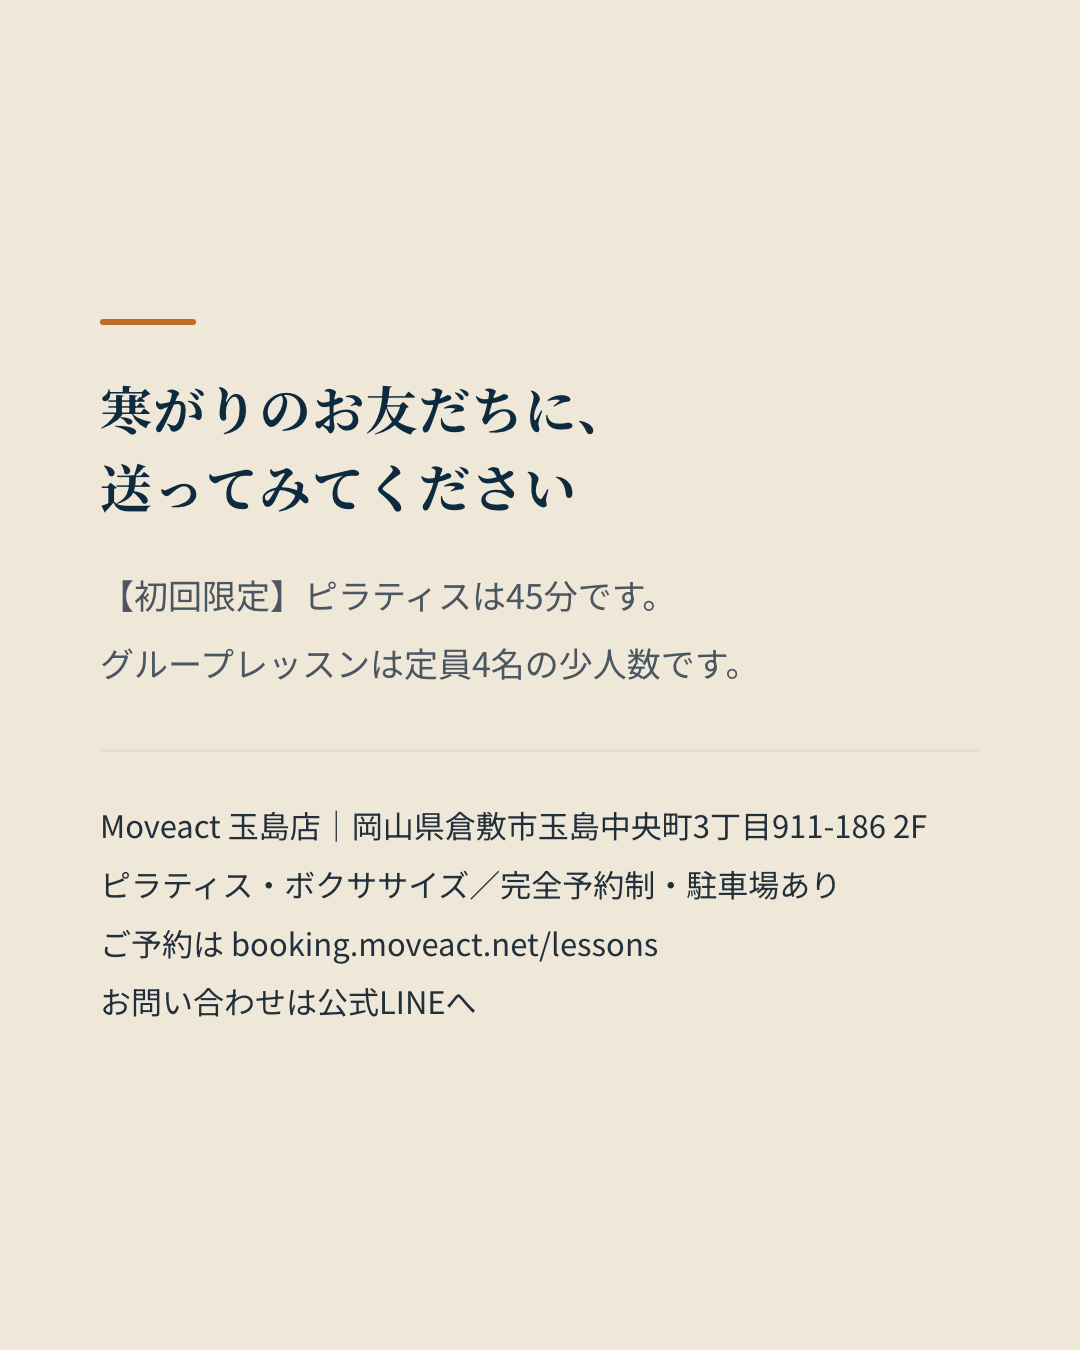 寒がりのお友だちに、
送ってみてください
【初回限定】ピラティスは45分です。
グループレッスンは定員4名の少人数です。
Moveact 玉島店｜岡山県倉敷市玉島中央町3丁目911-186 2F
ピラティス・ボクササイズ／完全予約制・駐車場あり
ご予約は booking.moveact.net/lessons
お問い合わせは公式LINEへ